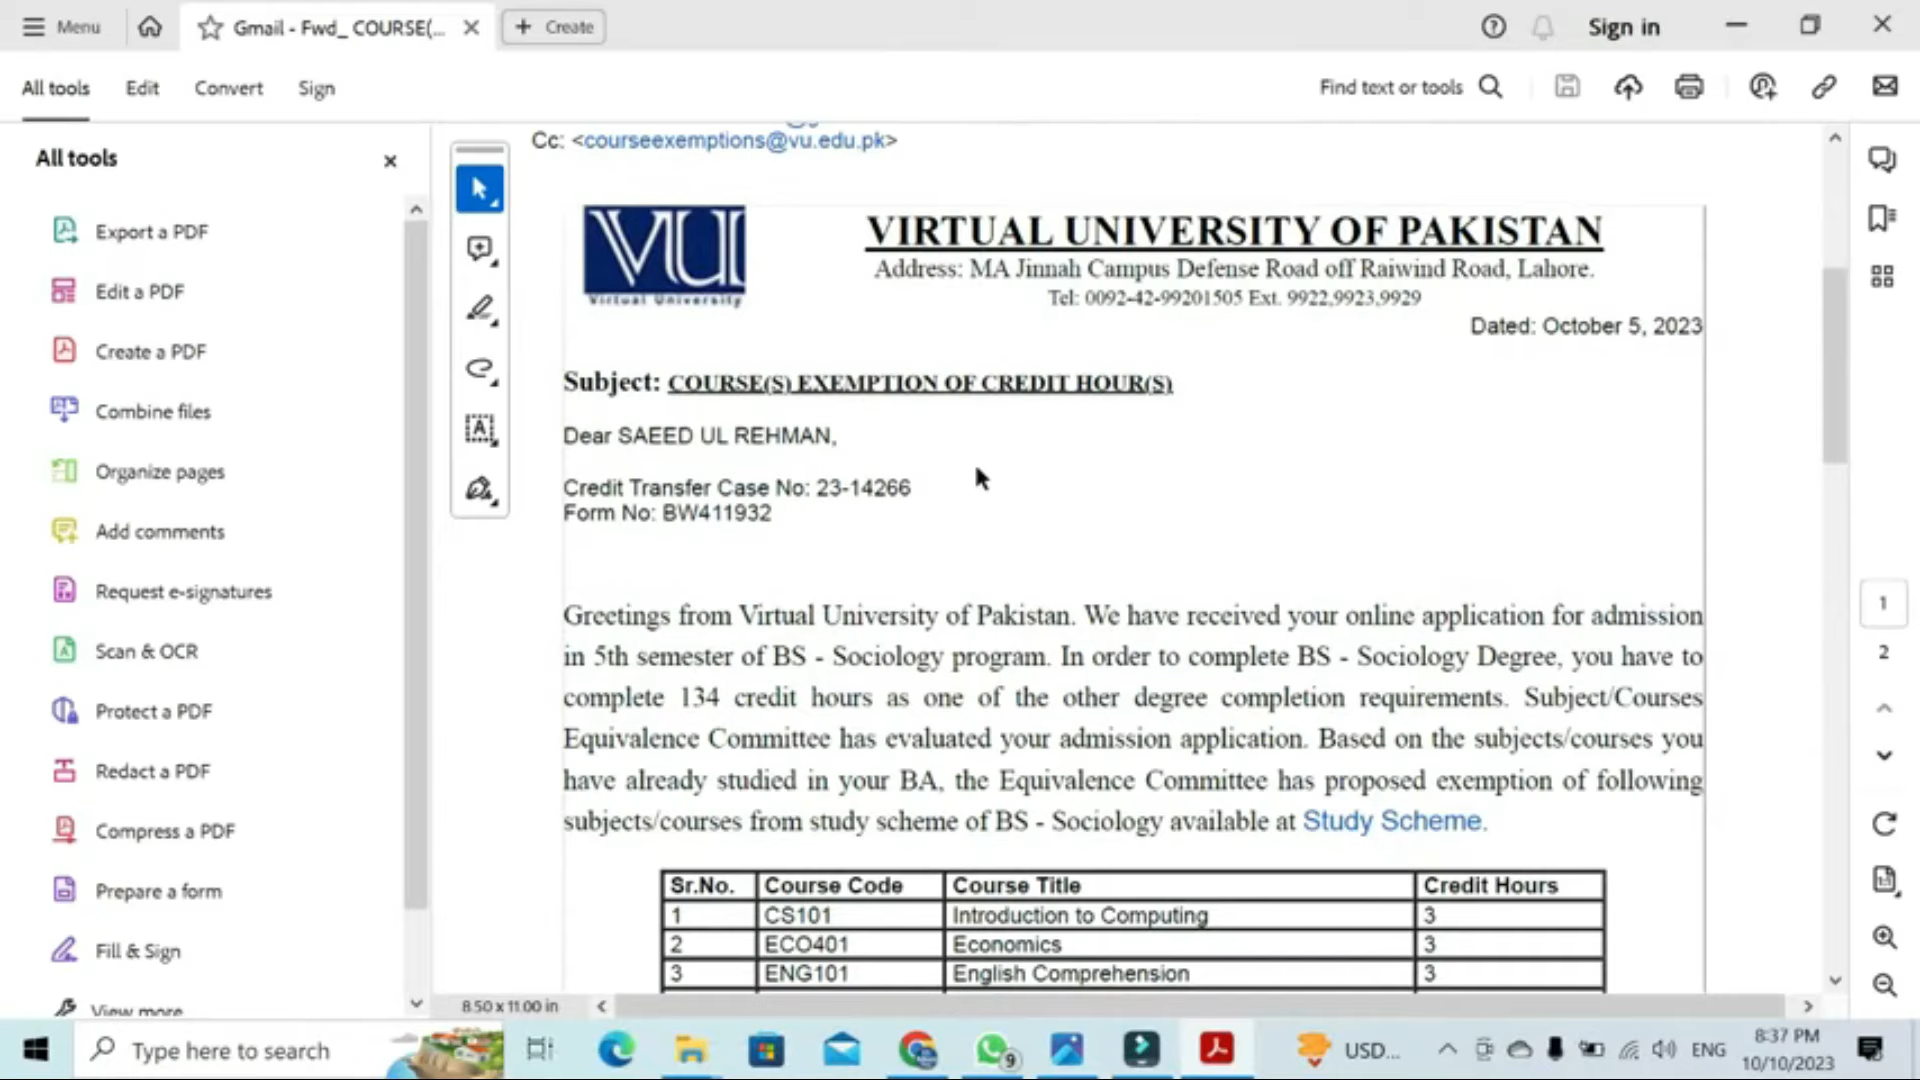 Menu
Gmail - Fwd_ COURSE(...
Create
Sign in
All tools
Edit
Convert
Sign
Find text or tools
All tools
Export a PDF
Edit a PDF
Create a PDF
Combine files
Organize pages
Add comments
Request e-signatures
Scan & OCR
Protect a PDF
Redact a PDF
Compress a PDF
Prepare a form
Fill & Sign
View more
Cc: <courseexemptions@vu.edu.pk>
VU
Virtual University
VIRTUAL UNIVERSITY OF PAKISTAN
Address: MA Jinnah Campus Defense Road off Raiwind Road, Lahore.
Tel: 0092-42-99201505 Ext. 9922,9923,9929
Dated: October 5, 2023
Subject: COURSE(S) EXEMPTION OF CREDIT HOUR(S)
Dear SAEED UL REHMAN,
Credit Transfer Case No: 23-14266
Form No: BW411932
Greetings from Virtual University of Pakistan. We have received your online application for admission
in 5th semester of BS - Sociology program. In order to complete BS - Sociology Degree, you have to
complete 134 credit hours as one of the other degree completion requirements. Subject/Courses
Equivalence Committee has evaluated your admission application. Based on the subjects/courses you
have already studied in your BA, the Equivalence Committee has proposed exemption of following
subjects/courses from study scheme of BS - Sociology available at Study Scheme.
Sr.No. Course Code Course Title Credit Hours
1 CS101 Introduction to Computing 3
2 ECO401 Economics 3
3 ENG101 English Comprehension 3
1
2
8.50 x 11.00 in
Type here to search
9
USD...
ENG
8:37 PM
10/10/2023